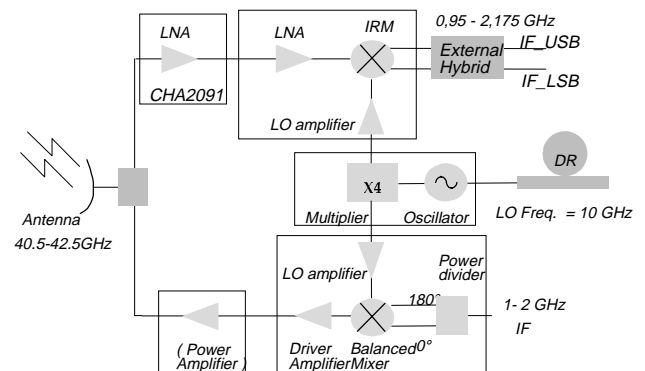 LNA
LNA
IRM
0,95 - 2,175 GHz
IF_USB
External
Hybrid
IF_LSB
CHA2091
LO amplifier
X4
DR
Multiplier
Oscillator
LO Freq. = 10 GHz
Antenna
40.5-42.5GHz
LO amplifier
Power
divider
180°
1- 2 GHz
IF
0°
( Power
Amplifier )
Driver
Amplifier
Balanced
Mixer